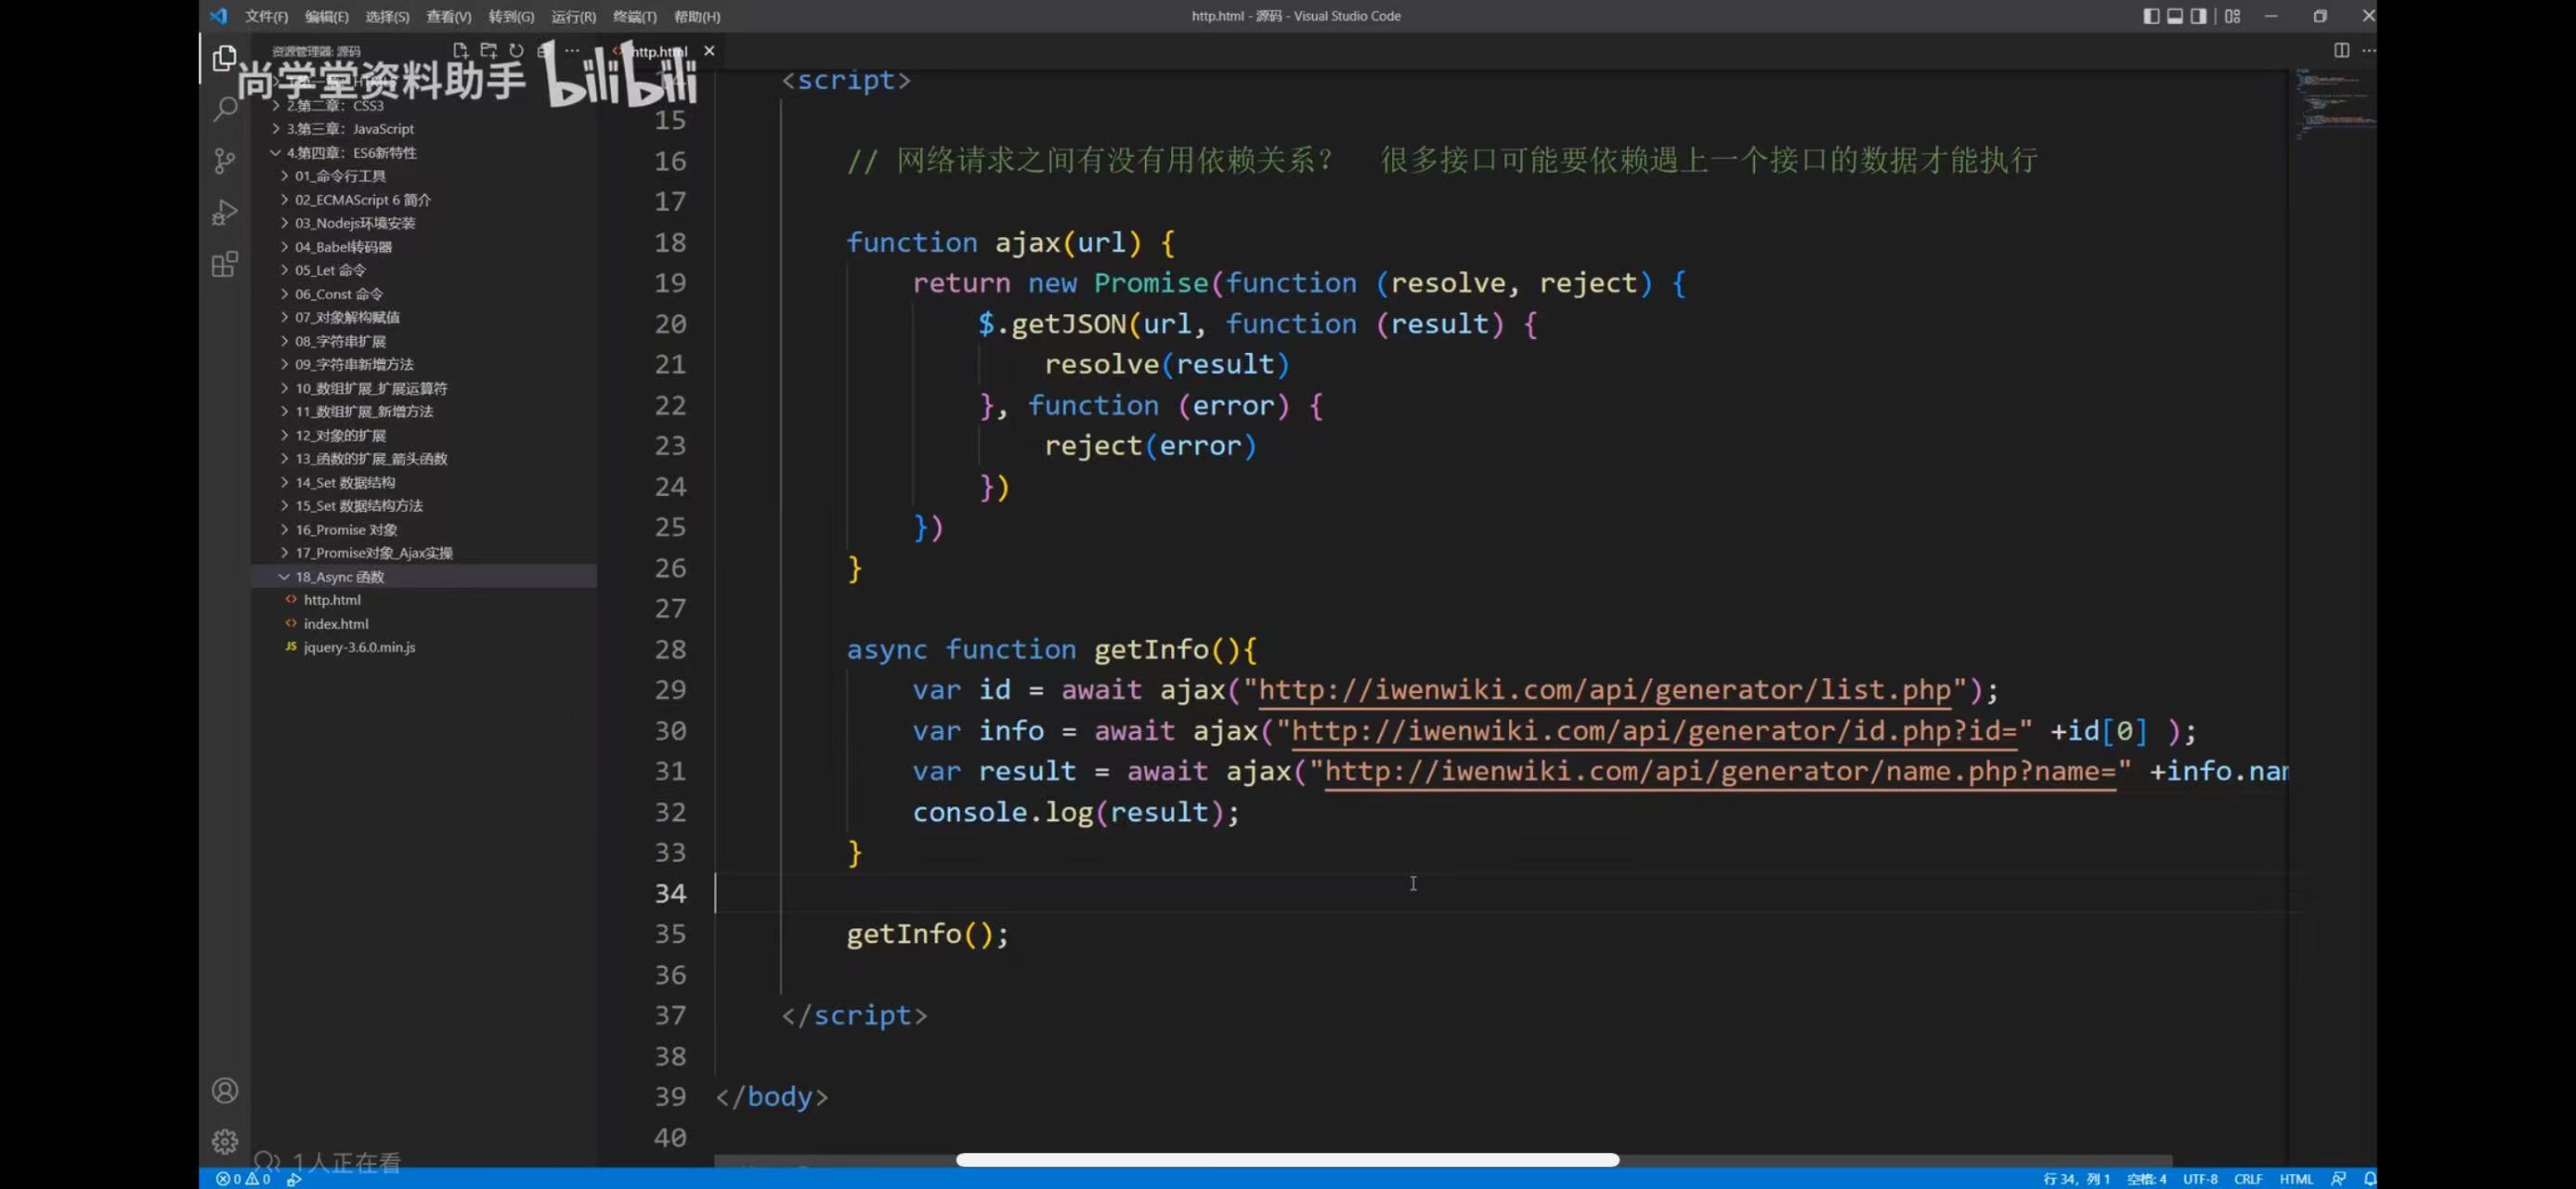 文件(F) 编辑(E) 选择(S) 查看(V) 转到(G) 运行(R) 终端(T) 帮助(H)
http.html - 源码 - Visual Studio Code
资源管理器: 源码
http.html
尚学堂资料助手 bilibili
2.第二章：CSS3
3.第三章：JavaScript
4.第四章：ES6新特性
01_命令行工具
02_ECMAScript 6 简介
03_Nodejs环境安装
04_Babel转码器
05_Let 命令
06_Const 命令
07_对象解构赋值
08_字符串扩展
09_字符串新增方法
10_数组扩展_扩展运算符
11_数组扩展_新增方法
12_对象的扩展
13_函数的扩展_箭头函数
14_Set 数据结构
15_Set 数据结构方法
16_Promise 对象
17_Promise对象_Ajax实操
18_Async 函数
http.html
index.html
JS jquery-3.6.0.min.js
<script>
15
16 // 网络请求之间有没有用依赖关系？ 很多接口可能要依赖遇上一个接口的数据才能执行
17
18 function ajax(url) {
19 return new Promise(function (resolve, reject) {
20 $.getJSON(url, function (result) {
21 resolve(result)
22 }, function (error) {
23 reject(error)
24 })
25 })
26 }
27
28 async function getInfo(){
29 var id = await ajax("http://iwenwiki.com/api/generator/list.php");
30 var info = await ajax("http://iwenwiki.com/api/generator/id.php?id=" +id[0] );
31 var result = await ajax("http://iwenwiki.com/api/generator/name.php?name=" +info.nam
32 console.log(result);
33 }
34
35 getInfo();
36
37 </script>
38
39 </body>
40
1人正在看
0 0
行 34，列 1 空格: 4 UTF-8 CRLF HTML